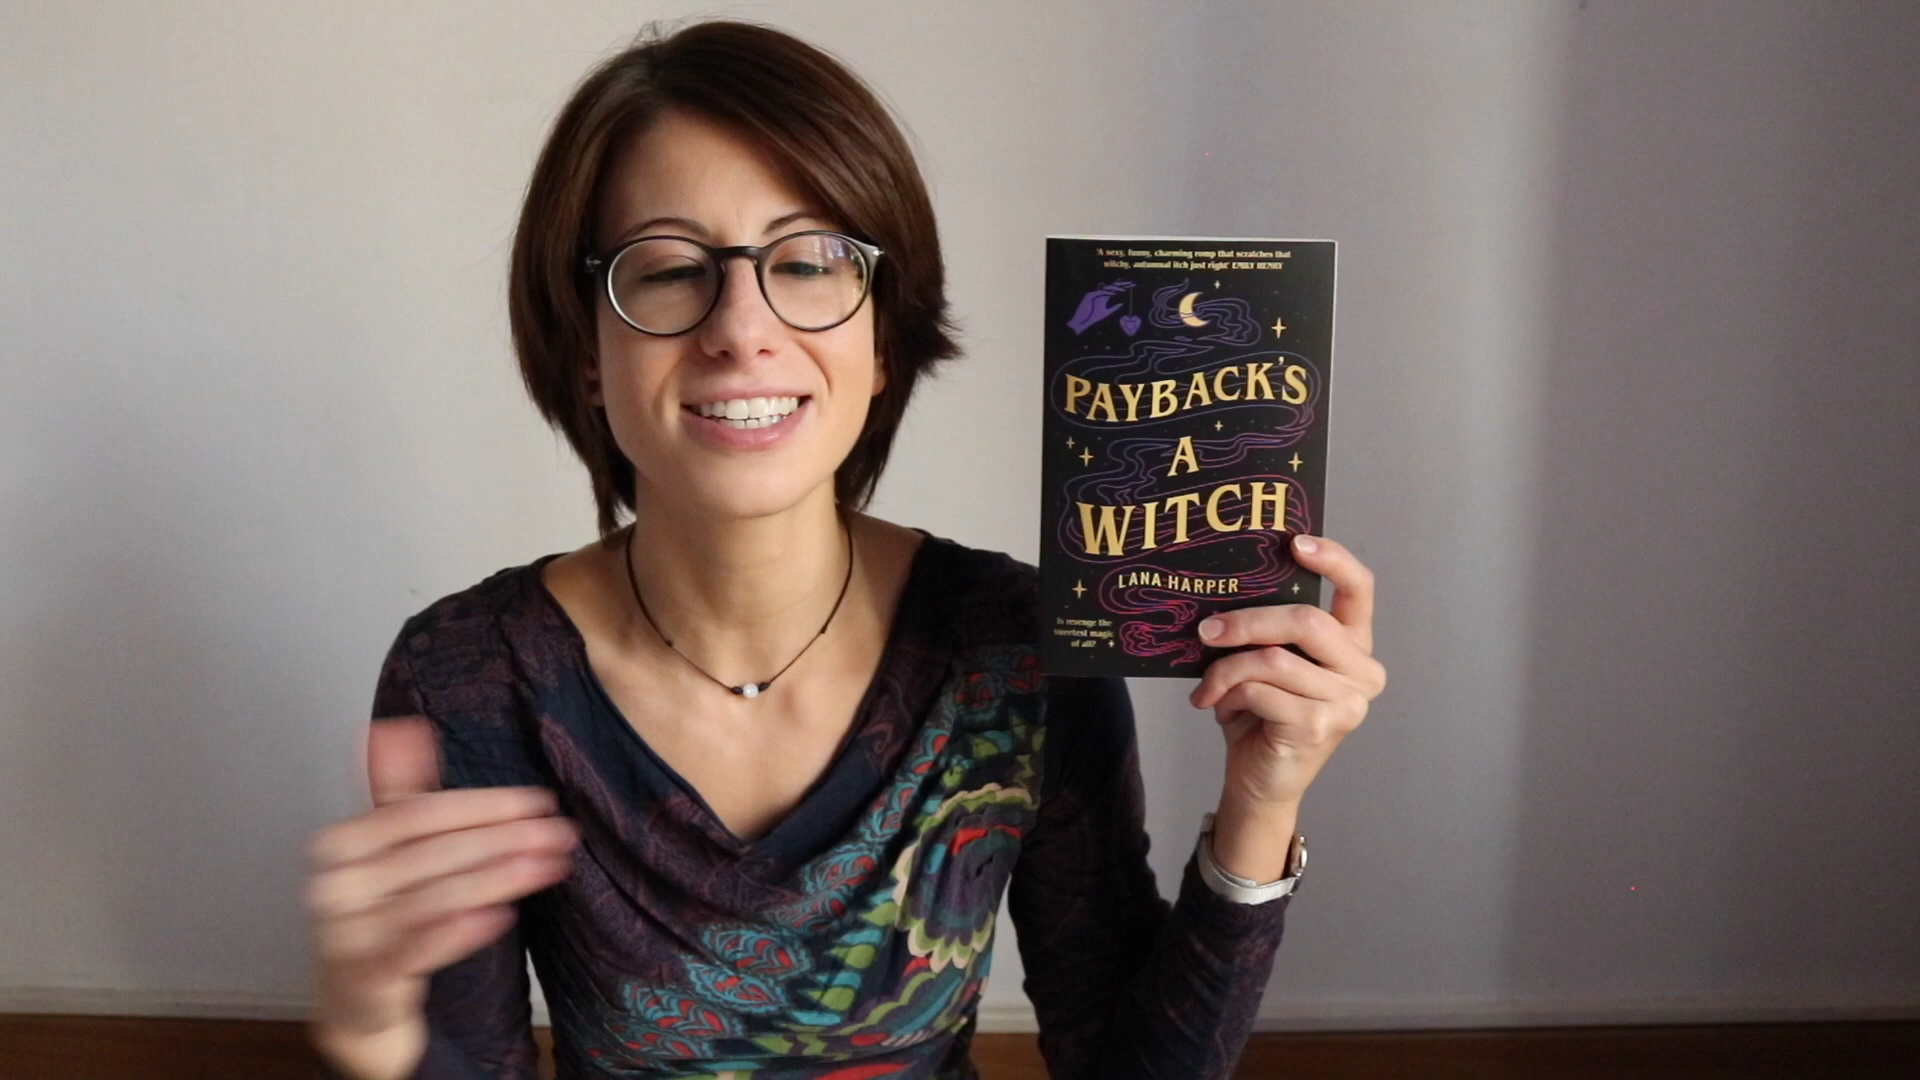 'A sexy, funny, charming romp that scratches that
witchy, autumnal itch just right' EMILY HENRY
PAYBACK'S
A
WITCH
LANA HARPER
Is revenge the
sweetest magic
of all?